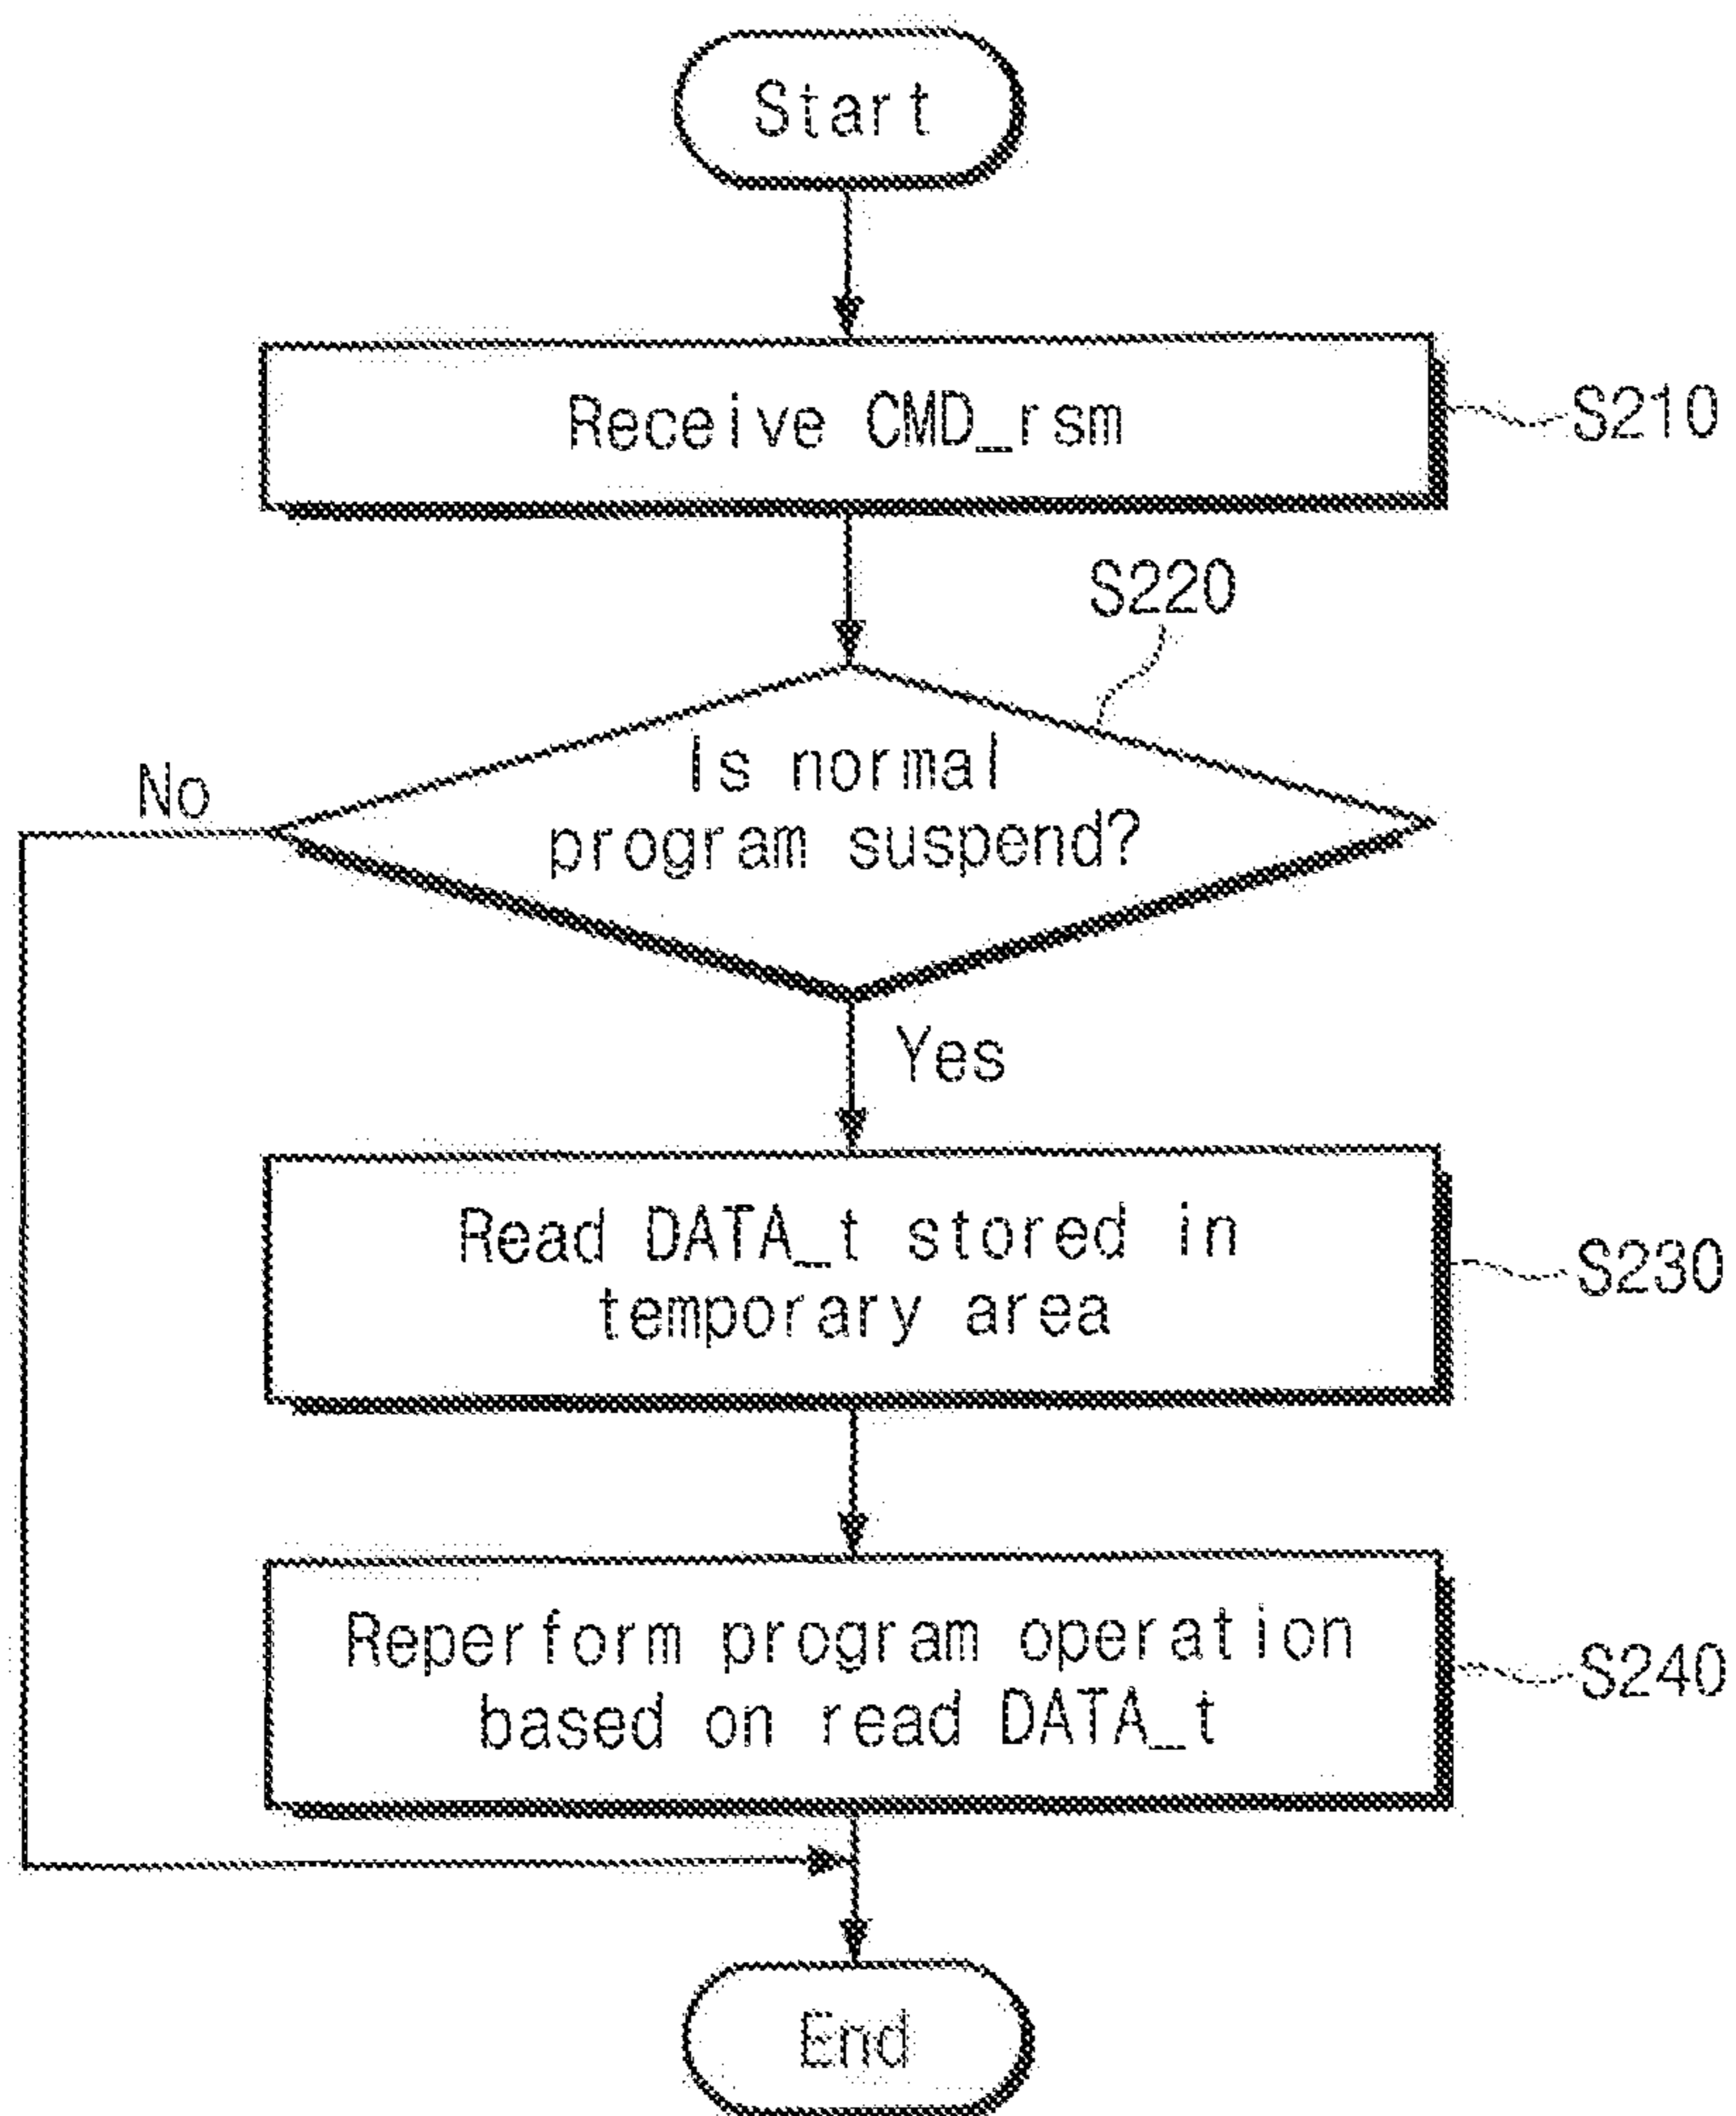 Start
Receive CMD_rsm
S210
S220
Is normal
program suspend?
No
Yes
Read DATA_t stored in
temporary area
S230
Reperform program operation
based on read DATA_t
S240
End